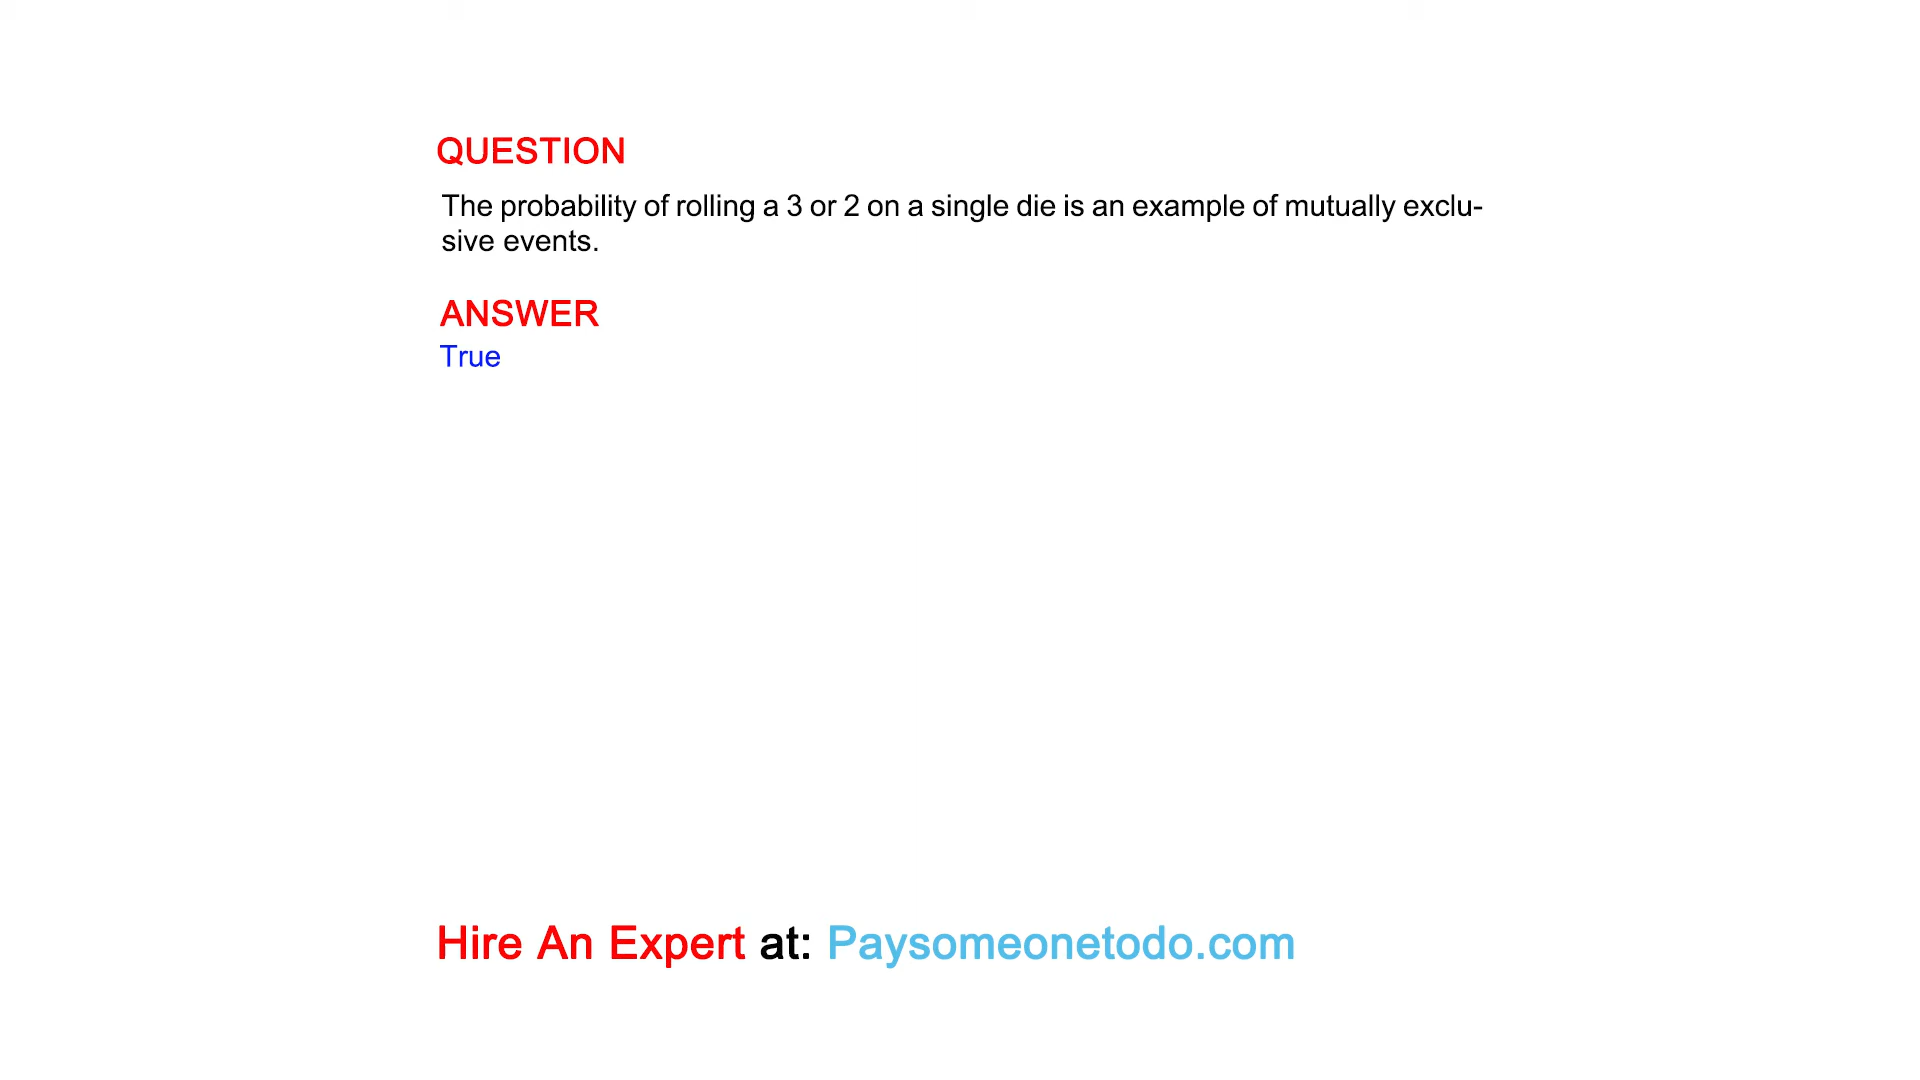 QUESTION
The probability of rolling a 3 or 2 on a single die is an example of mutually exclu-
sive events.
ANSWER
True
Hire An Expert at: Paysomeonetodo.com